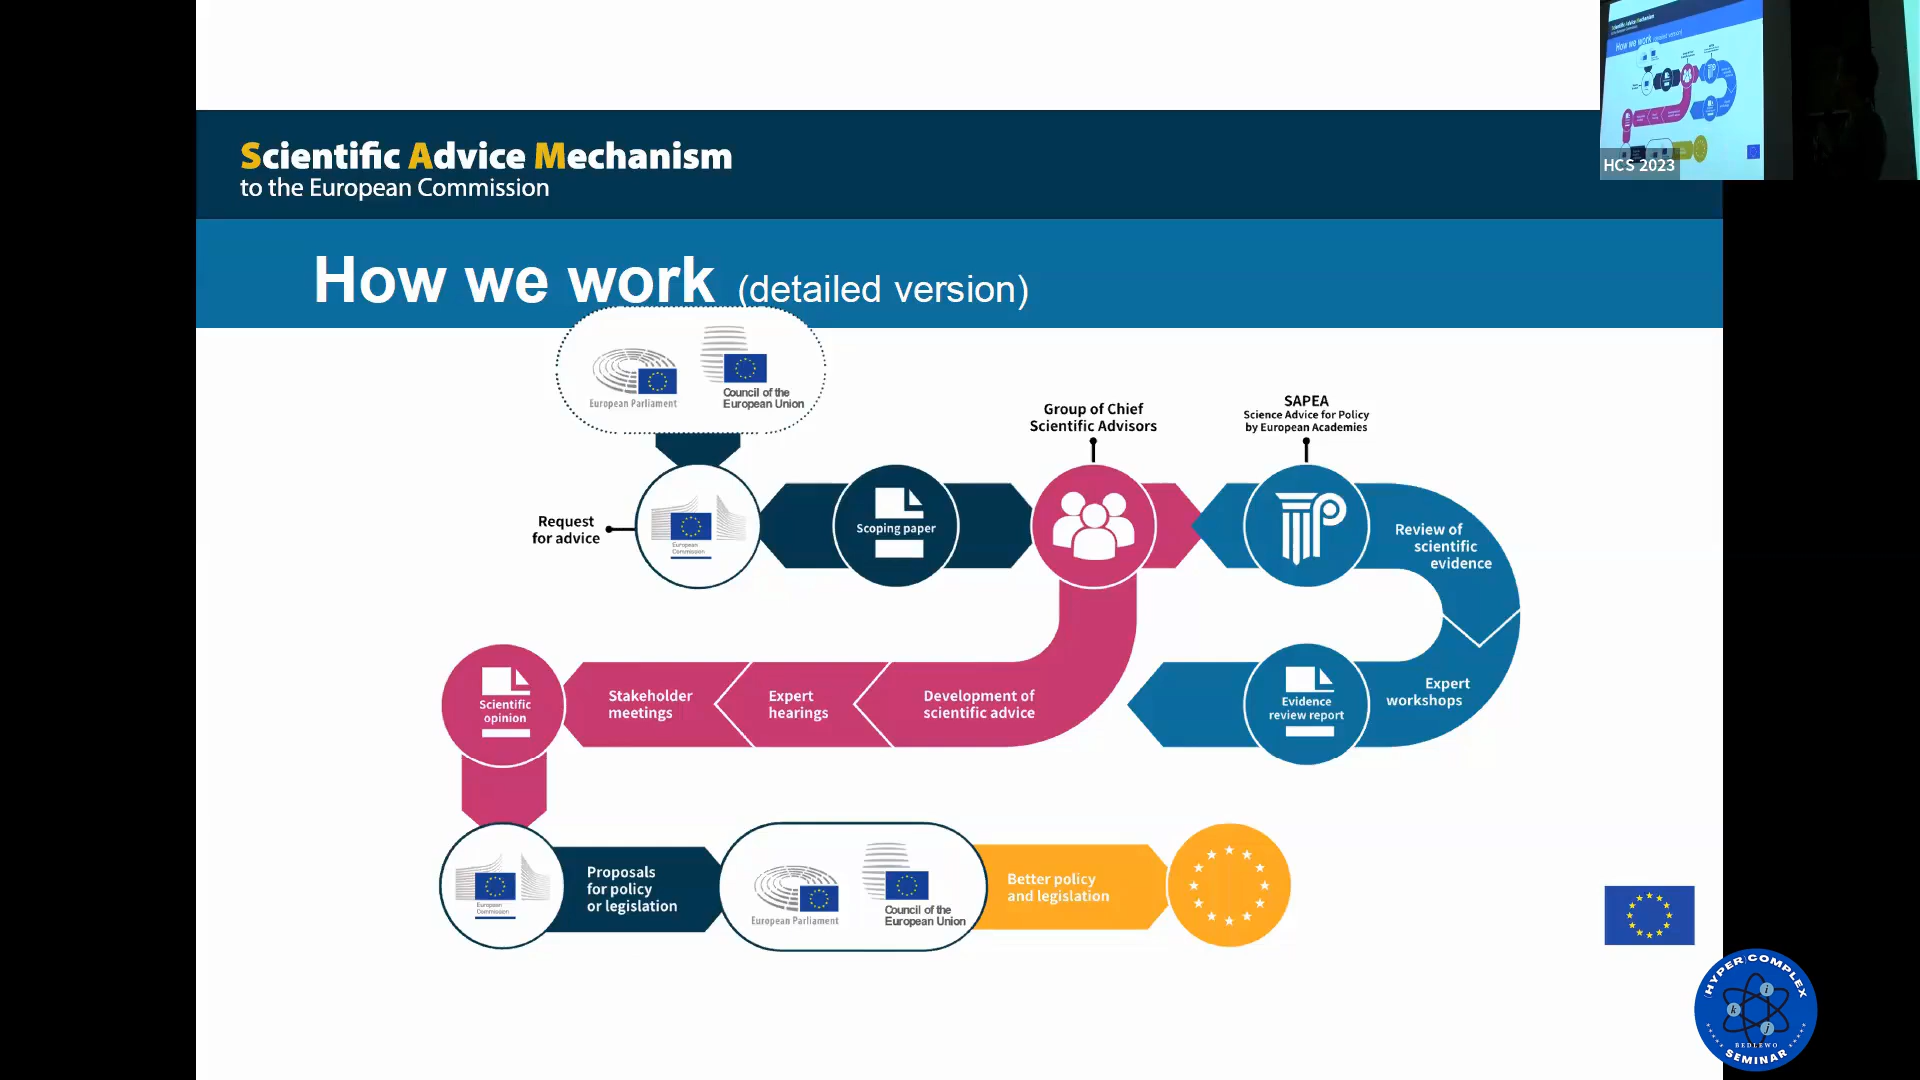 Scientific Advice Mechanism
to the European Commission
How we work (detailed version)
HCS 2023
European Parliament
Council of the
European Union
Request
for advice
European
Commission
Scoping paper
Group of Chief
Scientific Advisors
SAPEA
Science Advice for Policy
by European Academies
Review of
scientific
evidence
Expert
workshops
Evidence
review report
Development of
scientific advice
Expert
hearings
Stakeholder
meetings
Scientific
opinion
European
Commission
Proposals
for policy
or legislation
European Parliament
Council of the
European Union
Better policy
and legislation
HYPERCOMPLEX
i
k
j
BEDLEWO
SEMINAR